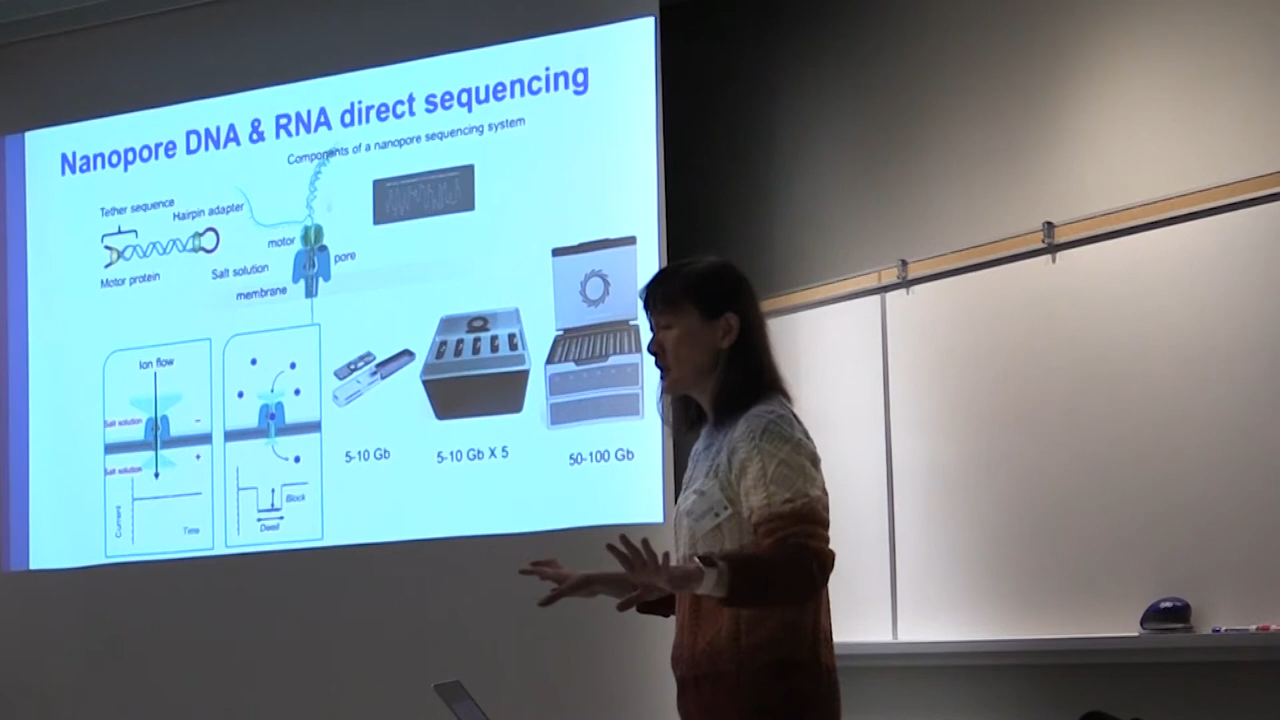 Nanopore DNA & RNA direct sequencing
Components of a nanopore sequencing system
Tether sequence
Hairpin adapter
motor
pore
Motor protein
Salt solution
membrane
Ion flow
Salt solution
−
+
Salt solution
Current
Time
Block
Dwell
5-10 Gb
5-10 Gb X 5
50-100 Gb